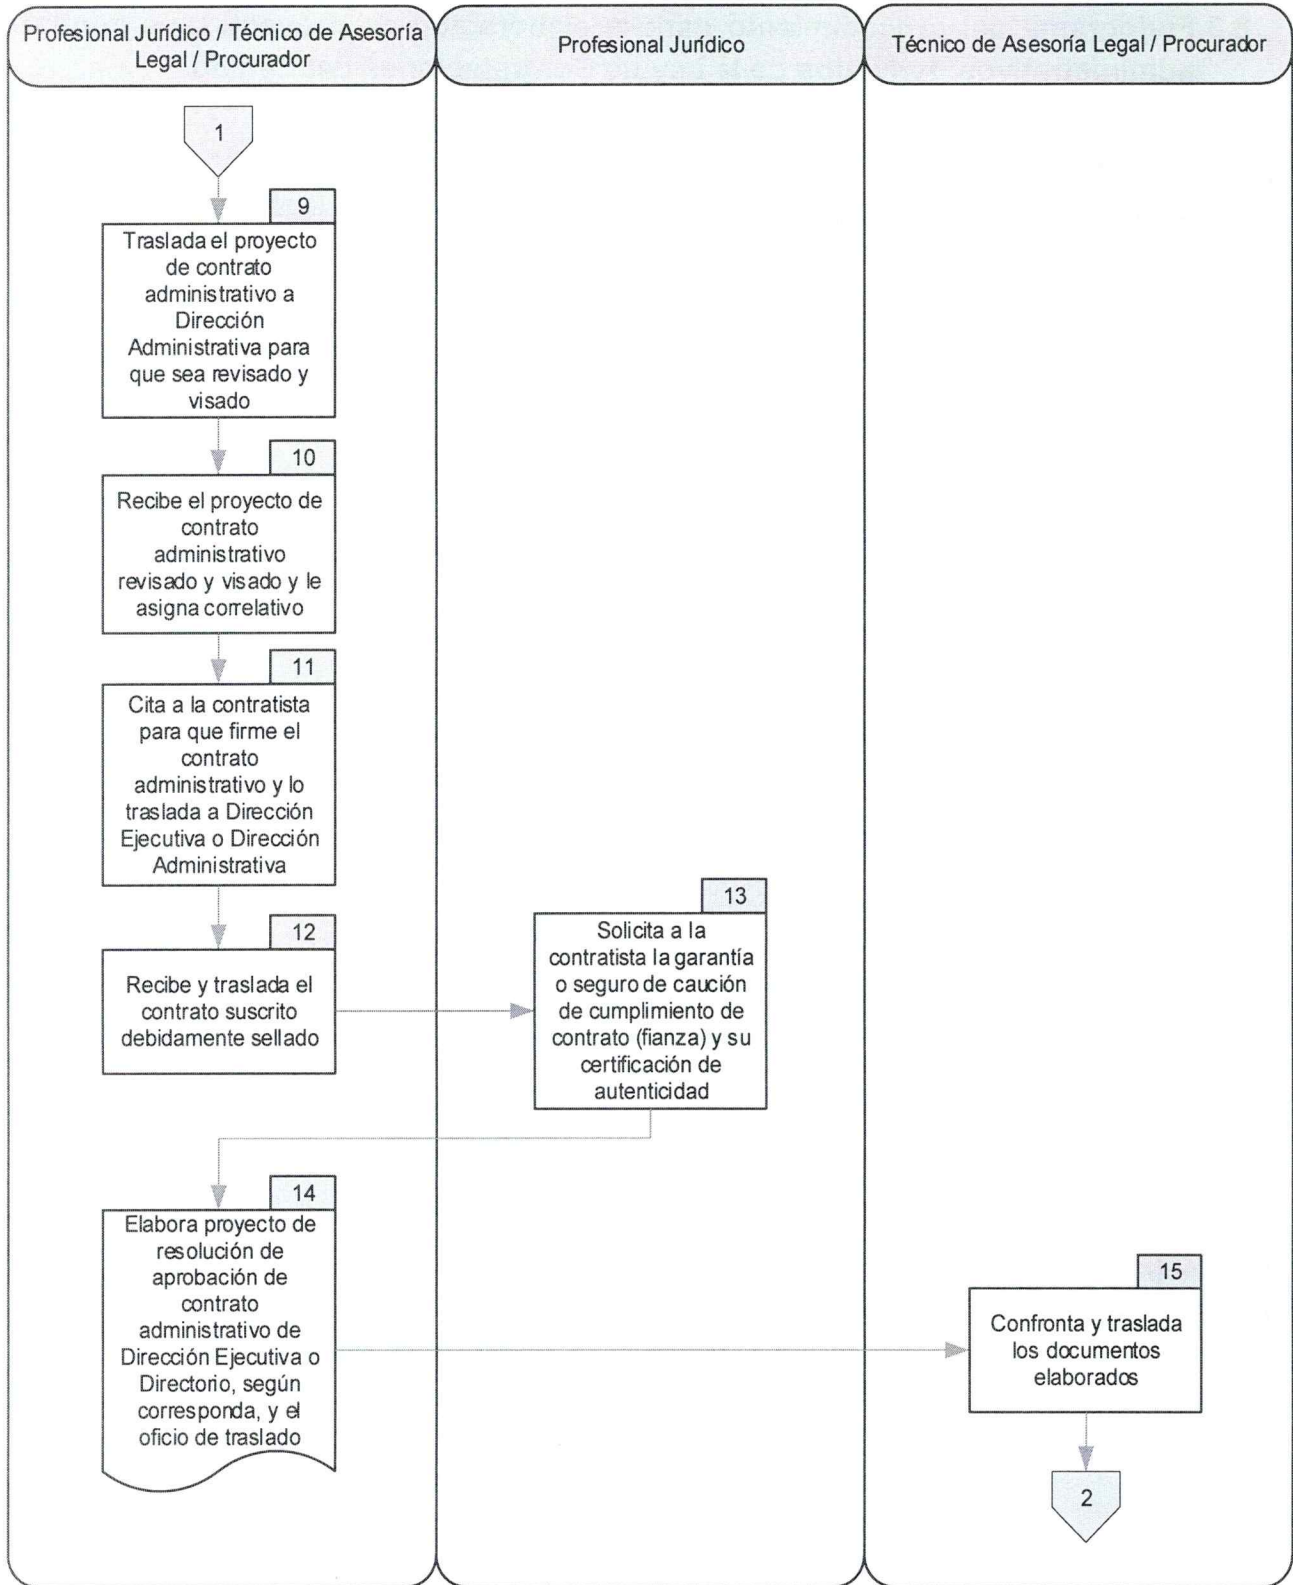 Profesional Jurídico / Técnico de Asesoría
Legal / Procurador
Profesional Jurídico
Técnico de Asesoría Legal / Procurador
1
9
Traslada el proyecto
de contrato
administrativo a
Dirección
Administrativa para
que sea revisado y
visado
10
Recibe el proyecto de
contrato
administrativo
revisado y visado y le
asigna correlativo
11
Cita a la contratista
para que firme el
contrato
administrativo y lo
traslada a Dirección
Ejecutiva o Dirección
Administrativa
12
Recibe y traslada el
contrato suscrito
debidamente sellado
13
Solicita a la
contratista la garantía
o seguro de caución
de cumplimiento de
contrato (fianza) y su
certificación de
autenticidad
14
Elabora proyecto de
resolución de
aprobación de
contrato
administrativo de
Dirección Ejecutiva o
Directorio, según
corresponda, y el
oficio de traslado
15
Confronta y traslada
los documentos
elaborados
2